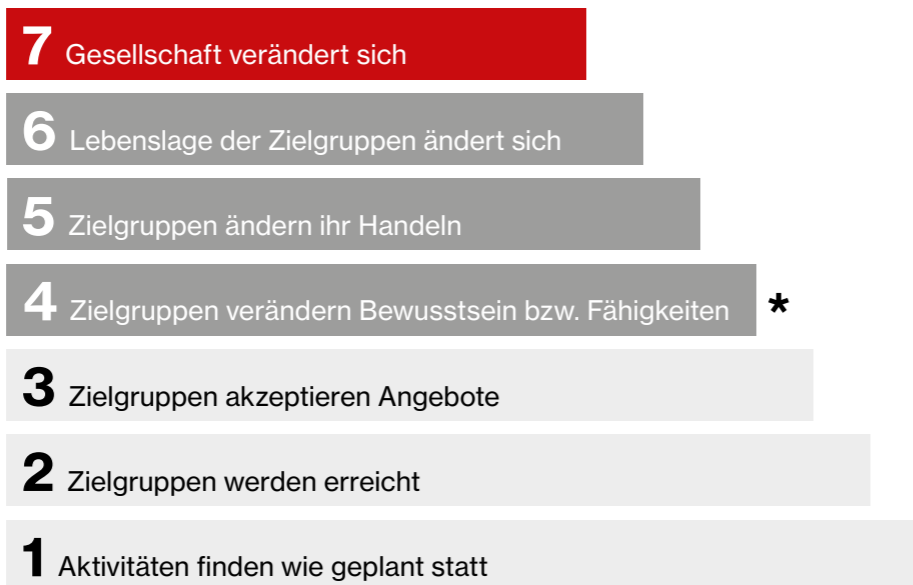 7 Gesellschaft verändert sich
6 Lebenslage der Zielgruppen ändert sich
5 Zielgruppen ändern ihr Handeln
4 Zielgruppen verändern Bewusstsein bzw. Fähigkeiten *
3 Zielgruppen akzeptieren Angebote
2 Zielgruppen werden erreicht
1 Aktivitäten finden wie geplant statt